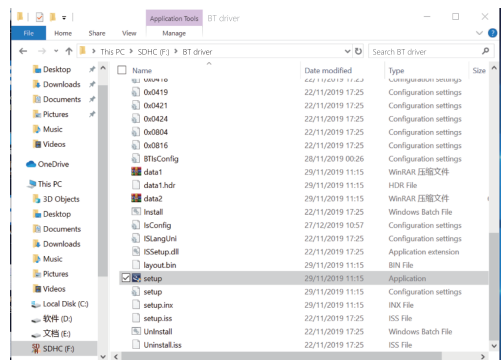 Application Tools BT driver
File Home Share View Manage
This PC > SDHC (F:) > BT driver Search BT driver
Desktop
Downloads
Documents
Pictures
Music
Videos
OneDrive
This PC
3D Objects
Desktop
Documents
Downloads
Music
Pictures
Videos
Local Disk (C:)
软件 (D:)
文档 (E:)
SDHC (F:)
Name Date modified Type Size
0x0418 22/11/2019 17:25 Configuration settings
0x0419 22/11/2019 17:25 Configuration settings
0x0421 22/11/2019 17:25 Configuration settings
0x0424 22/11/2019 17:25 Configuration settings
0x0804 22/11/2019 17:25 Configuration settings
0x0816 22/11/2019 17:25 Configuration settings
BTIsConfig 28/11/2019 00:26 Configuration settings
data1 29/11/2019 11:15 WinRAR 压缩文件
data1.hdr 29/11/2019 11:15 HDR File
data2 29/11/2019 11:15 WinRAR 压缩文件
Install 22/11/2019 17:25 Windows Batch File
IsConfig 27/12/2019 10:57 Configuration settings
ISLangUni 22/11/2019 17:25 Configuration settings
ISSetup.dll 22/11/2019 17:25 Application extension
layout.bin 29/11/2019 11:15 BIN File
setup 29/11/2019 11:15 Application
setup 29/11/2019 11:15 Configuration settings
setup.inx 29/11/2019 11:15 INX File
setup.iss 22/11/2019 17:25 ISS File
UnInstall 22/11/2019 17:25 Windows Batch File
Uninstall.iss 22/11/2019 17:25 ISS File